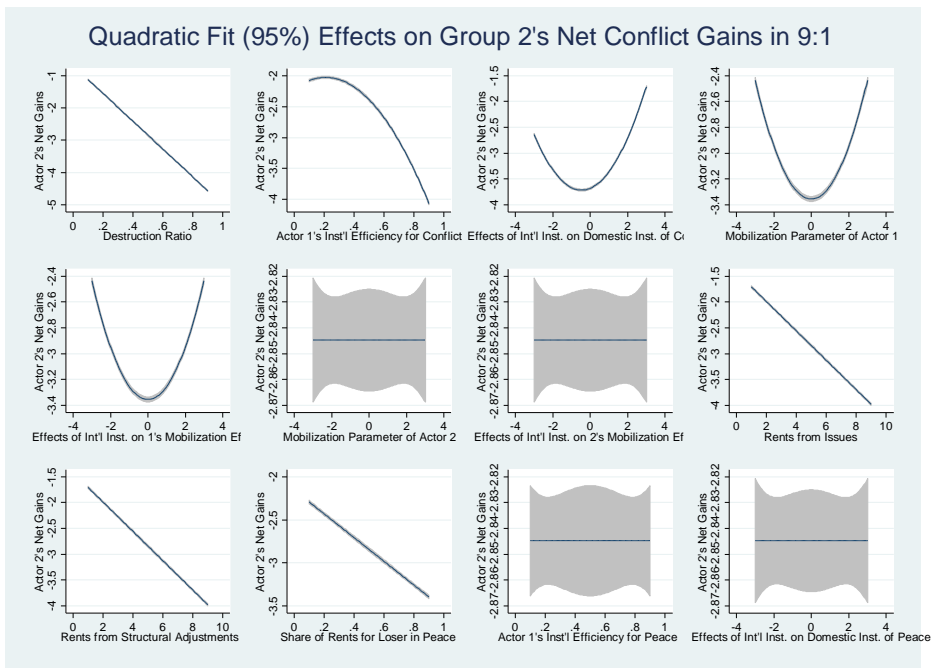 Quadratic Fit (95%) Effects on Group 2's Net Conflict Gains in 9:1
Actor 2's Net Gains
-1
-2
-3
-4
-5
0 .2 .4 .6 .8 1
Destruction Ratio
Actor 2's Net Gains
-2
-2.5
-3
-3.5
-4
0 .2 .4 .6 .8 1
Actor 1's Inst'l Efficiency for Conflict
Actor 2's Net Gains
-1.5
-2
-2.5
-3
-3.5
-4
-4 -2 0 2 4
Effects of Int'l Inst. on Domestic Inst. of Co
Actor 2's Net Gains
-2.4
-2.6
-2.8
-3
-3.2
-3.4
-4 -2 0 2 4
Mobilization Parameter of Actor 1
Actor 2's Net Gains
-2.4
-2.6
-2.8
-3
-3.2
-3.4
-4 -2 0 2 4
Effects of Int'l Inst. on 1's Mobilization Ef
Actor 2's Net Gains
-2.82
-2.83
-2.84
-2.85
-2.86
-2.87
-4 -2 0 2 4
Mobilization Parameter of Actor 2
Actor 2's Net Gains
-2.82
-2.83
-2.84
-2.85
-2.86
-2.87
-4 -2 0 2 4
Effects of Int'l Inst. on 2's Mobilization Ef
Actor 2's Net Gains
-1.5
-2
-2.5
-3
-3.5
-4
0 2 4 6 8 10
Rents from Issues
Actor 2's Net Gains
-1.5
-2
-2.5
-3
-3.5
-4
0 2 4 6 8 10
Rents from Structural Adjustments
Actor 2's Net Gains
-2
-2.5
-3
-3.5
0 .2 .4 .6 .8 1
Share of Rents for Loser in Peace
Actor 2's Net Gains
-2.82
-2.83
-2.84
-2.85
-2.86
-2.87
0 .2 .4 .6 .8 1
Actor 1's Inst'l Efficiency for Peace
Actor 2's Net Gains
-2.82
-2.83
-2.84
-2.85
-2.86
-2.87
-4 -2 0 2 4
Effects of Int'l Inst. on Domestic Inst. of Peace